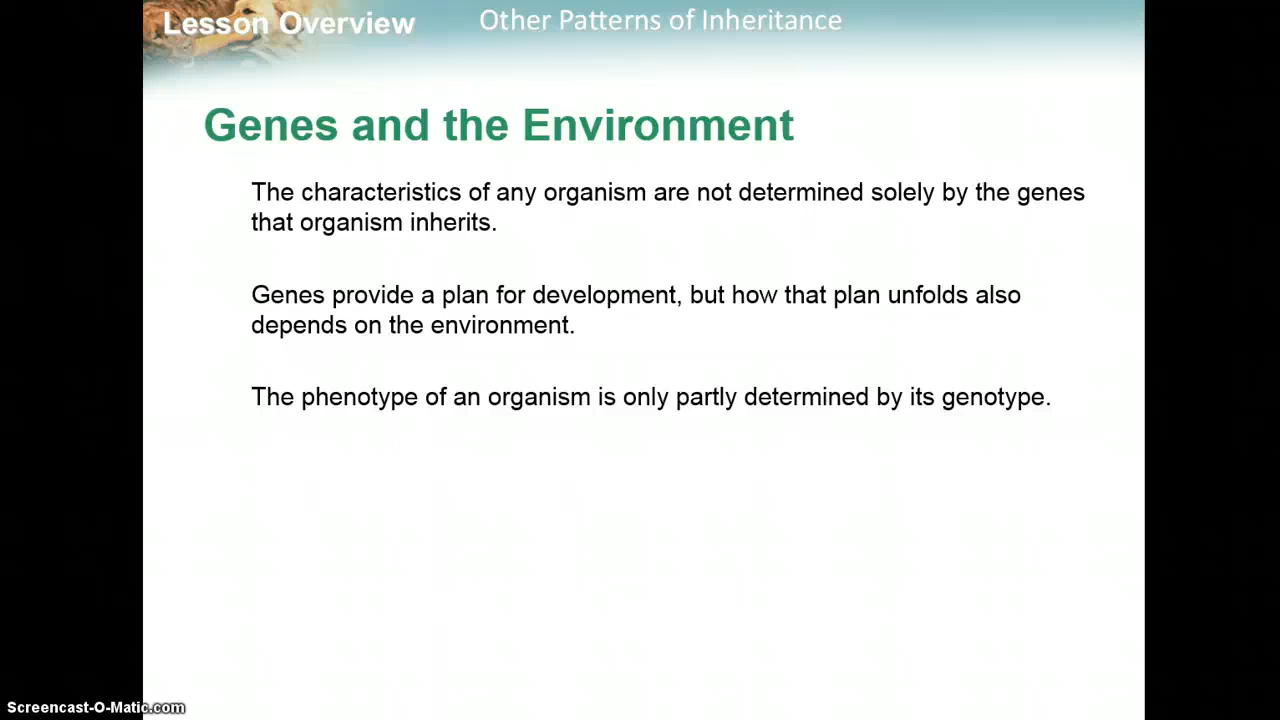 Lesson Overview
Other Patterns of Inheritance
Genes and the Environment
The characteristics of any organism are not determined solely by the genes
that organism inherits.
Genes provide a plan for development, but how that plan unfolds also
depends on the environment.
The phenotype of an organism is only partly determined by its genotype.
Screencast-O-Matic.com